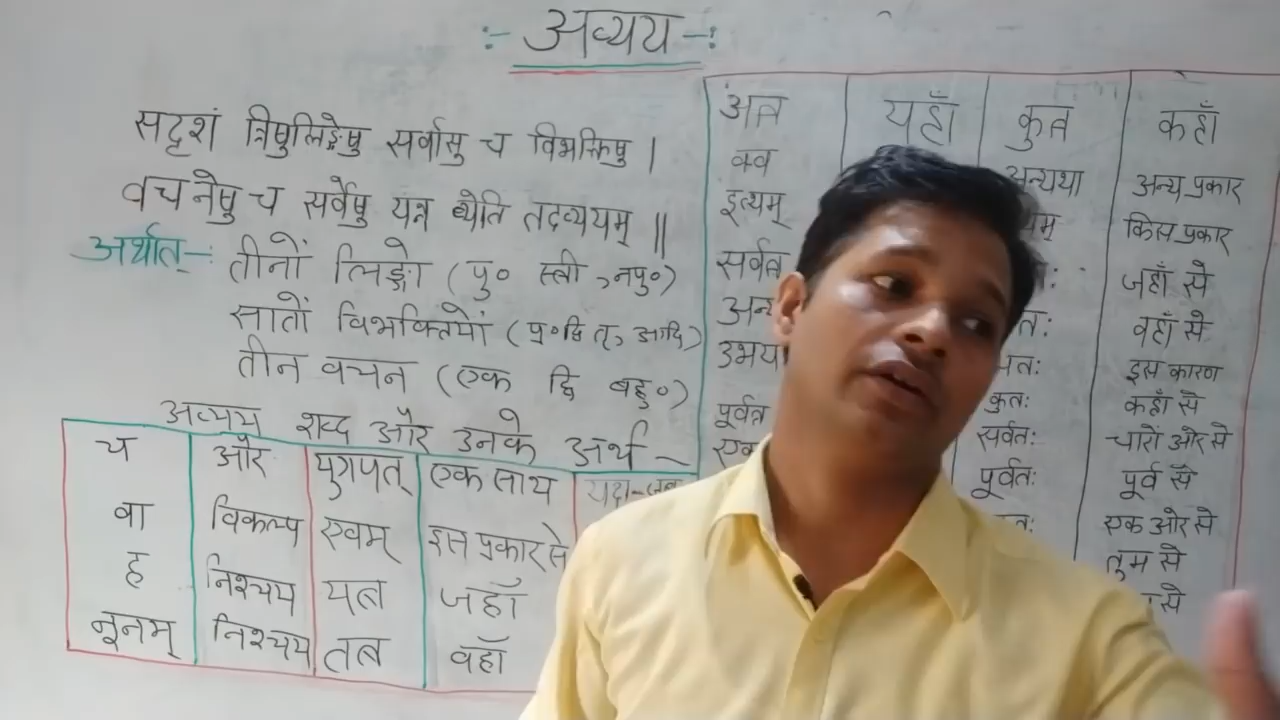 :- अव्यय -:
सदृशं त्रिषुलिङ्गेषु सर्वासु च विभक्तिषु ।
वचनेषु च सर्वेषु यन्न व्येति तदव्ययम् ॥
अर्थात् -: तीनों लिङ्गो (पु० स्त्री , नपु०)
सातों विभक्तियों (प्र० द्वि तृ, आदि)
तीन वचन (एक द्वि बहु०)
अव्यय शब्द और उनके अर्थ -
च और युगपत् एक साथ
वा विकल्प एवम् इस प्रकार से
ह निश्चय यत्र जहाँ
नूनम् निश्चय तत्र वहाँ
अत्र यहाँ कुत्र कहाँ
क्व अन्यथा अन्य प्रकार
इत्थम् किस प्रकार
सर्वत्र जहाँ से
वहाँ से
इस कारण
कुतः कहाँ से
सर्वतः चारों ओर से
पूर्वत्र पूर्वतः पूर्व से
एक ओर से
तुम से